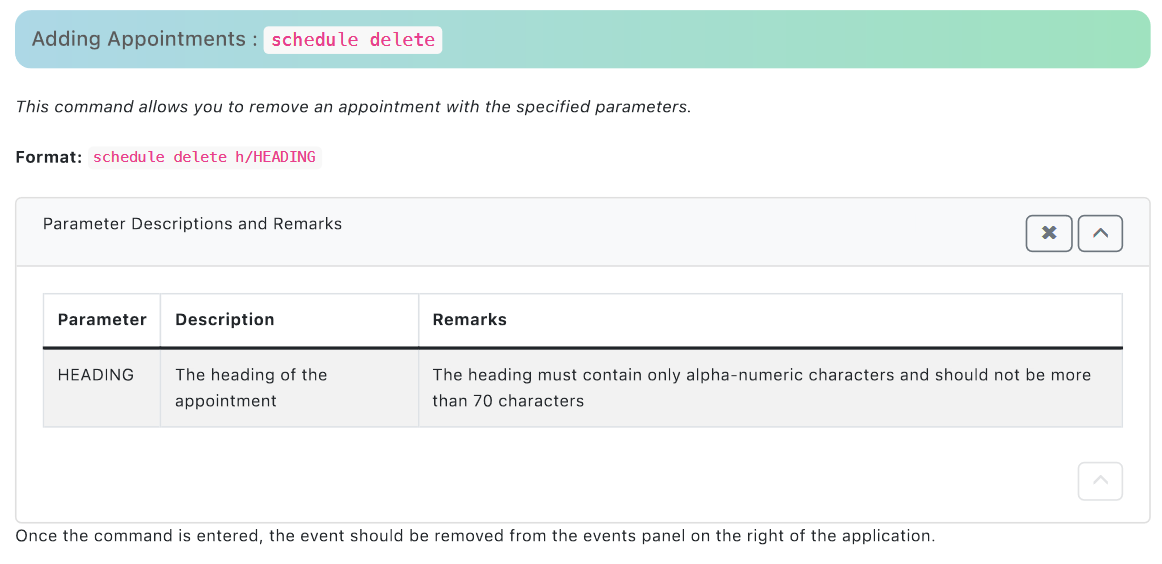 Adding Appointments : schedule delete
This command allows you to remove an appointment with the specified parameters.
Format: schedule delete h/HEADING
Parameter Descriptions and Remarks
Parameter Description Remarks
HEADING The heading of the The heading must contain only alpha-numeric characters and should not be more
appointment than 70 characters
Once the command is entered, the event should be removed from the events panel on the right of the application.